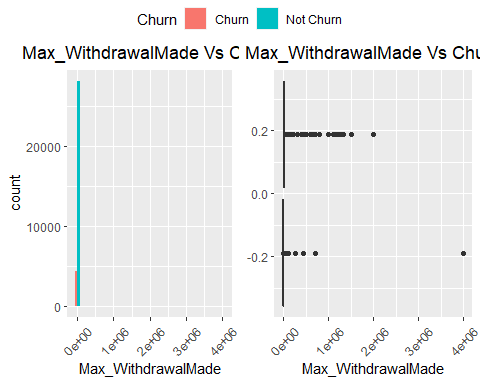 Churn Churn Not Churn
Max_WithdrawalMade Vs C
Max_WithdrawalMade Vs Chu
count
20000
10000
0
0e+00 1e+06 2e+06 3e+06 4e+06
Max_WithdrawalMade
0.2
0.0
-0.2
0e+00 1e+06 2e+06 3e+06 4e+06
Max_WithdrawalMade